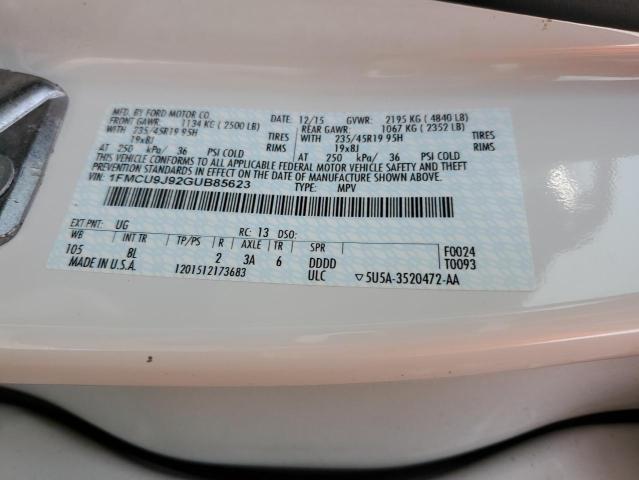 MFD. BY FORD MOTOR CO.
DATE: 12/15 GVWR: 2195 KG ( 4840 LB)
FRONT GAWR: 1134 KG ( 2500 LB) REAR GAWR: 1067 KG ( 2352 LB)
WITH 235/45R19 95H TIRES WITH 235/45R19 95H TIRES
19x8J RIMS 19x8J RIMS
AT 250 kPa/ 36 PSI COLD AT 250 kPa/ 36 PSI COLD
THIS VEHICLE CONFORMS TO ALL APPLICABLE FEDERAL MOTOR VEHICLE SAFETY AND THEFT
PREVENTION STANDARDS IN EFFECT ON THE DATE OF MANUFACTURE SHOWN ABOVE.
VIN: 1FMCU9J92GUB85623 TYPE: MPV
EXT PNT: UG RC: 13 DSO:
WB INT TR TP/PS R AXLE TR SPR F0024
105 BL 2 3A 6 DDDD T0093
MADE IN U.S.A. 1201512173683 ULC ▽5U5A-3520472-AA